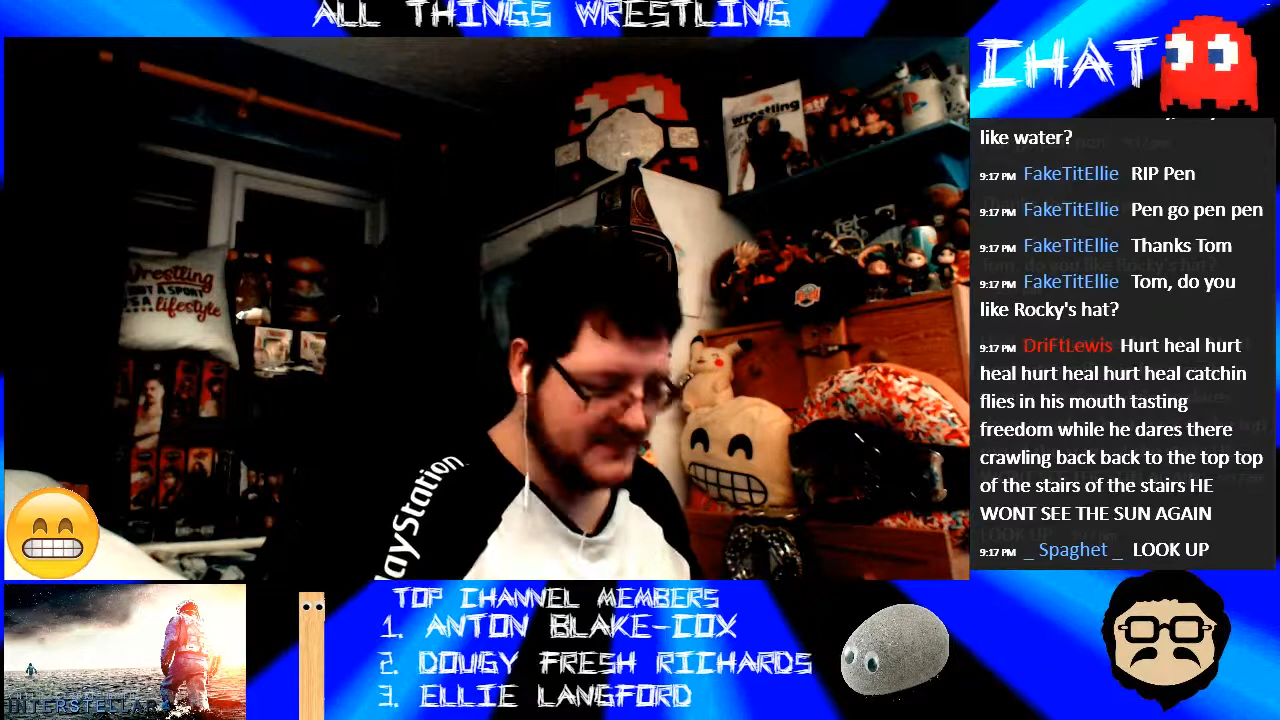 ALL THINGS WRESTLING
CHAT
like water?
9:17 PM FakeTitEllie RIP Pen
9:17 PM FakeTitEllie Pen go pen pen
9:17 PM FakeTitEllie Thanks Tom
9:17 PM FakeTitEllie Tom, do you
like Rocky's hat?
9:17 PM DriFtLewis Hurt heal hurt
heal hurt heal hurt heal catchin
flies in his mouth tasting
freedom while he dares there
crawling back back to the top top
of the stairs of the stairs HE
WONT SEE THE SUN AGAIN
9:17 PM _ Spaghet _ LOOK UP
wrestling
Wrestling
A SPORT
lifestyle
layStation
TOP CHANNEL MEMBERS
1. ANTON BLAKE-COX
2. DOUGY FRESH RICHARDS
3. ELLIE LANGFORD
INTERSTELLAR